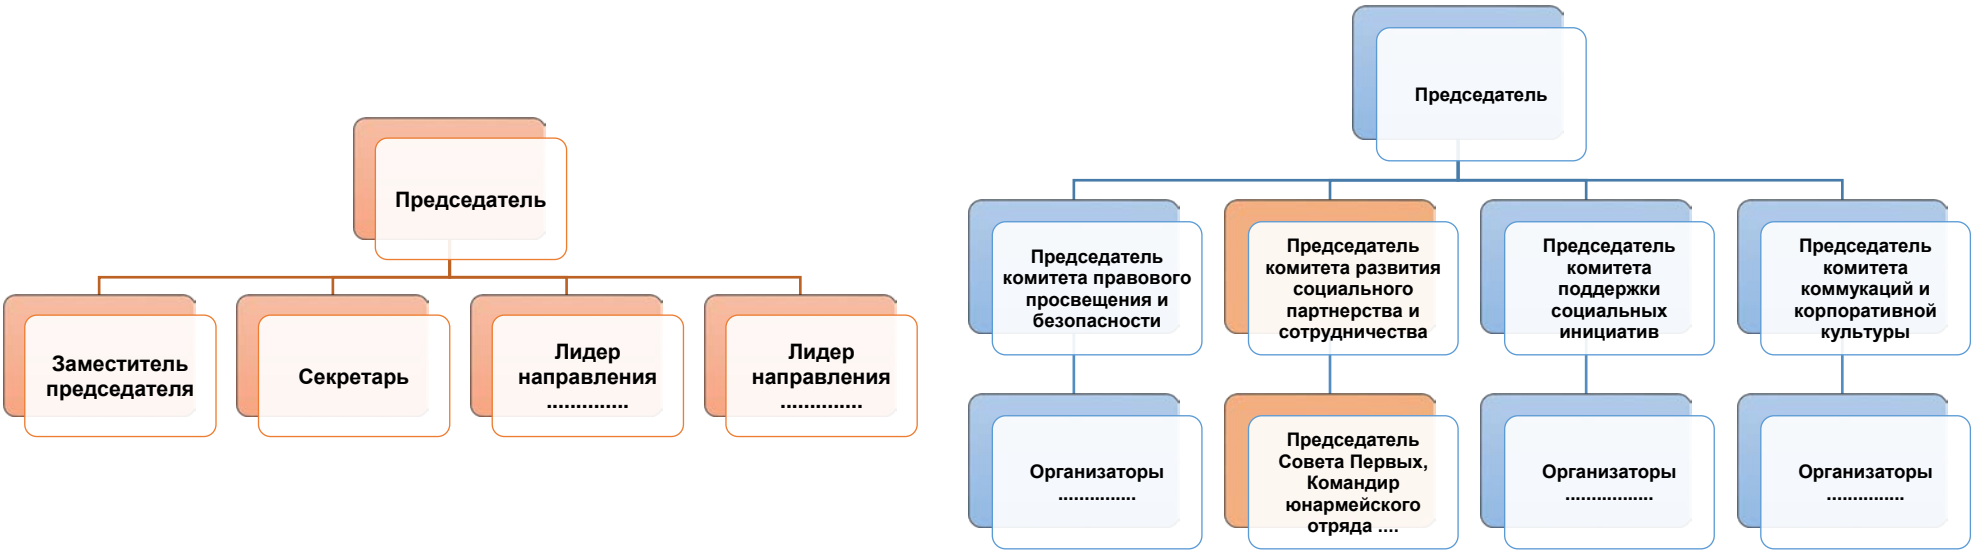 Председатель
Заместитель
председателя
Секретарь
Лидер
направления
..............
Лидер
направления
..............
Председатель
Председатель
комитета правового
просвещения и
безопасности
Председатель
комитета развития
социального
партнерства и
сотрудничества
Председатель
комитета
поддержки
социальных
инициатив
Председатель
комитета
коммукаций и
корпоративной
культуры
Организаторы
...............
Председатель
Совета Первых,
Командир
юнармейского
отряда ....
Организаторы
.................
Организаторы
...............